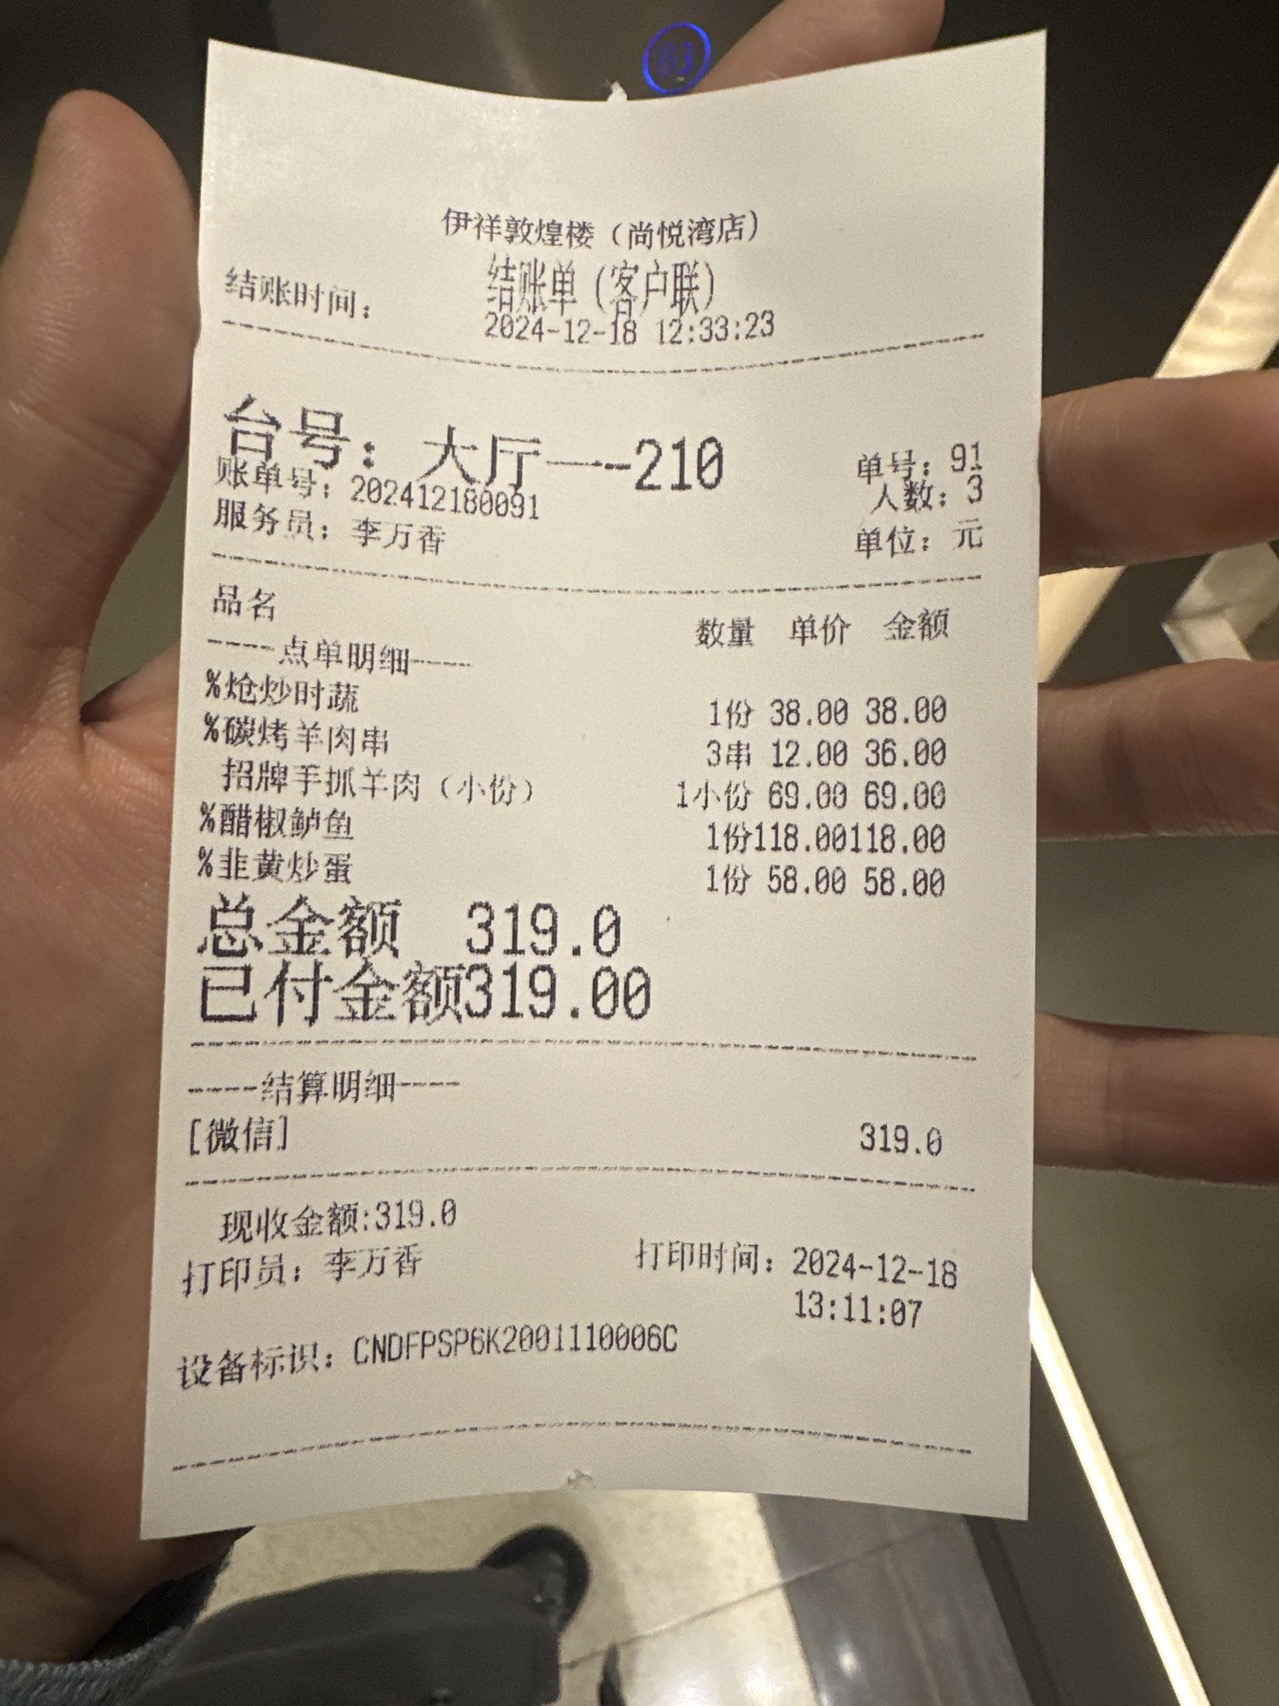 伊祥敦煌楼（尚悦湾店）
结账单（客户联）
结账时间： 2024-12-18 12:33:23
台号：大厅一--210
单号：91
账单号：202412180091 人数：3
服务员：李万香 单位：元
品名 数量 单价 金额
----点单明细----
%炝炒时蔬 1份 38.00 38.00
%碳烤羊肉串 3串 12.00 36.00
招牌手抓羊肉（小份） 1小份 69.00 69.00
%醋椒鲈鱼 1份118.00118.00
%韭黄炒蛋 1份 58.00 58.00
总金额 319.0
已付金额319.00
----结算明细----
[微信] 319.0
现收金额:319.0
打印员：李万香 打印时间：2024-12-18
13:11:07
设备标识：CNDFPSP6K2001110006C